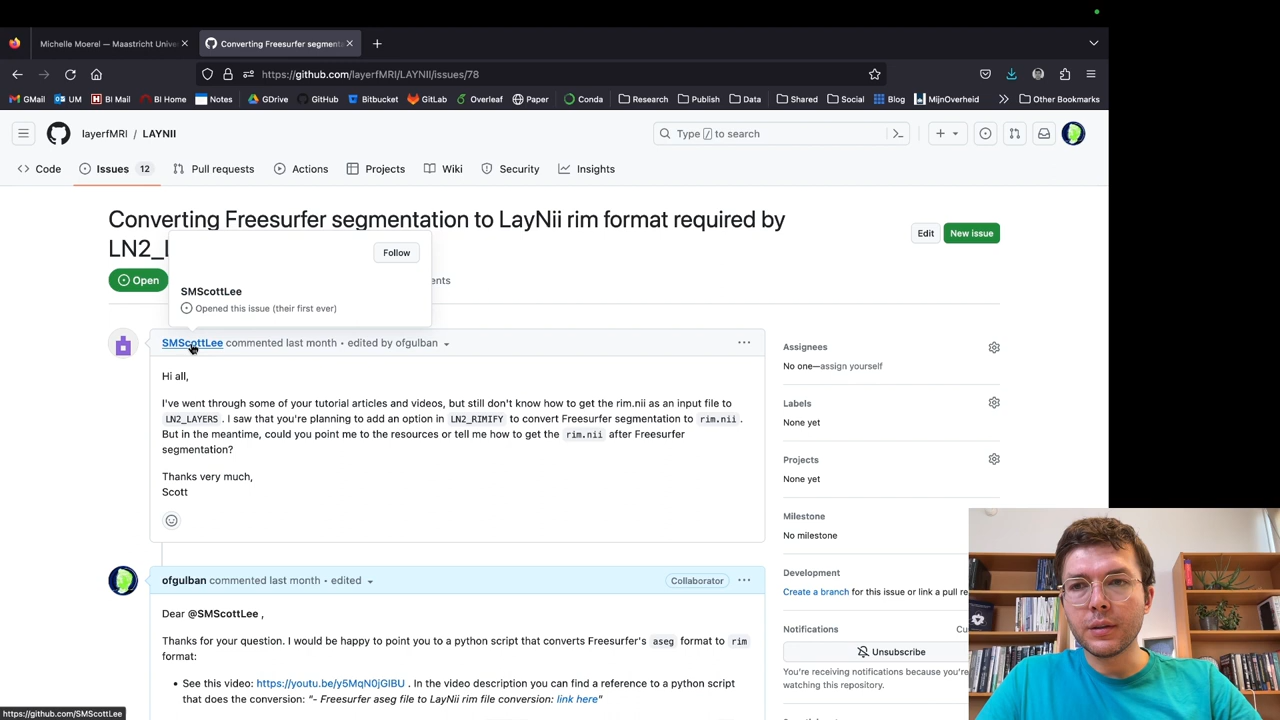 Michelle Moerel — Maastricht Unive
Converting Freesurfer segment
https://github.com/layerfMRI/LAYNII/issues/78
GMail UM BI Mail BI Home Notes GDrive GitHub Bitbucket GitLab Overleaf Paper Conda Research Publish Data Shared Social Blog MijnOverheid Other Bookmarks
layerfMRI / LAYNII
Type / to search
Code Issues 12 Pull requests Actions Projects Wiki Security Insights
Converting Freesurfer segmentation to LayNii rim format required by
LN2_
Edit New issue
Follow
Open
ents
SMScottLee
Opened this issue (their first ever)
SMScottLee commented last month • edited by ofgulban
Hi all,
I've went through some of your tutorial articles and videos, but still don't know how to get the rim.nii as an input file to
LN2_LAYERS . I saw that you're planning to add an option in LN2_RIMIFY to convert Freesurfer segmentation to rim.nii .
But in the meantime, could you point me to the resources or tell me how to get the rim.nii after Freesurfer
segmentation?
Thanks very much,
Scott
ofgulban commented last month • edited
Collaborator
Dear @SMScottLee ,
Thanks for your question. I would be happy to point you to a python script that converts Freesurfer's aseg format to rim
format:
• See this video: https://youtu.be/y5MqN0jGIBU . In the video description you can find a reference to a python script
that does the conversion: "- Freesurfer aseg file to LayNii rim file conversion: link here"
Assignees
No one—assign yourself
Labels
None yet
Projects
None yet
Milestone
No milestone
Development
Create a branch for this issue or link a pull re
Notifications Cu
Unsubscribe
You're receiving notifications because you're
watching this repository.
https://github.com/SMScottLee